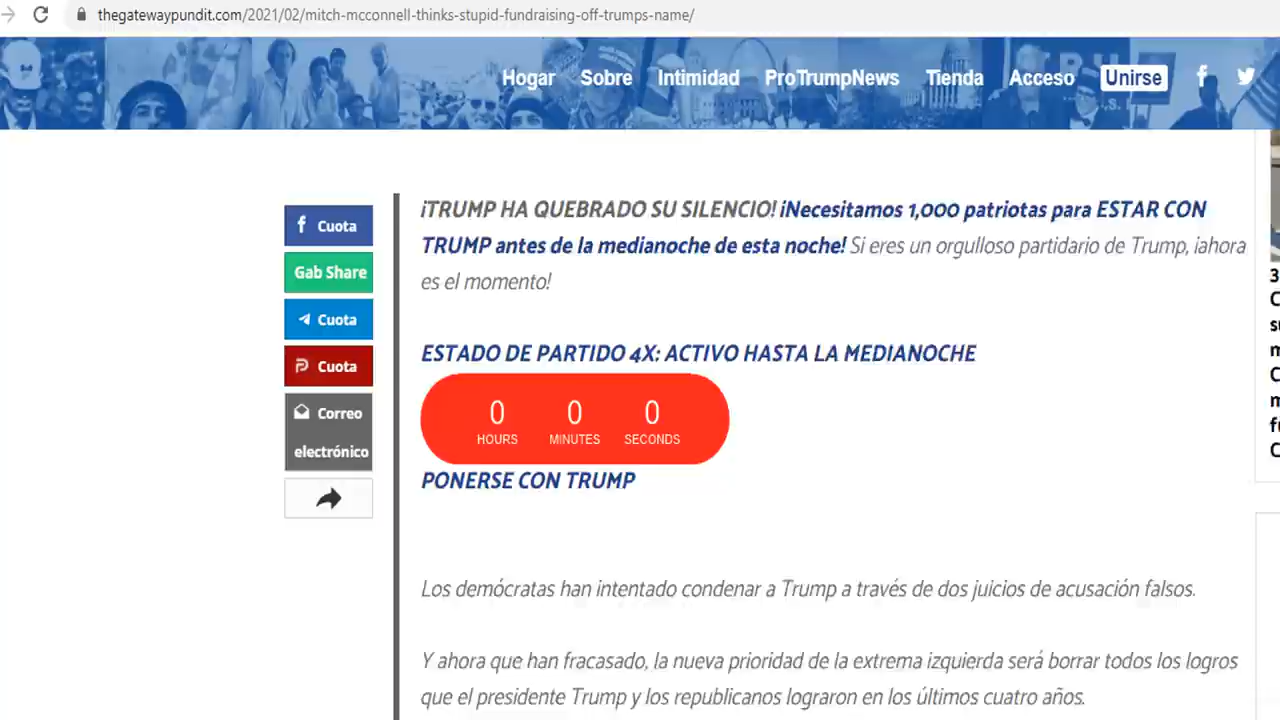 thegatewaypundit.com/2021/02/mitch-mcconnell-thinks-stupid-fundraising-off-trumps-name/
Hogar Sobre Intimidad ProTrumpNews Tienda Acceso Unirse
Cuota
Gab Share
Cuota
Cuota
Correo
electrónico
¡TRUMP HA QUEBRADO SU SILENCIO! ¡Necesitamos 1,000 patriotas para ESTAR CON
TRUMP antes de la medianoche de esta noche! Si eres un orgulloso partidario de Trump, ¡ahora
es el momento!
ESTADO DE PARTIDO 4X: ACTIVO HASTA LA MEDIANOCHE
0 0 0
HOURS MINUTES SECONDS
PONERSE CON TRUMP
Los demócratas han intentado condenar a Trump a través de dos juicios de acusación falsos.
Y ahora que han fracasado, la nueva prioridad de la extrema izquierda será borrar todos los logros
que el presidente Trump y los republicanos lograron en los últimos cuatro años.